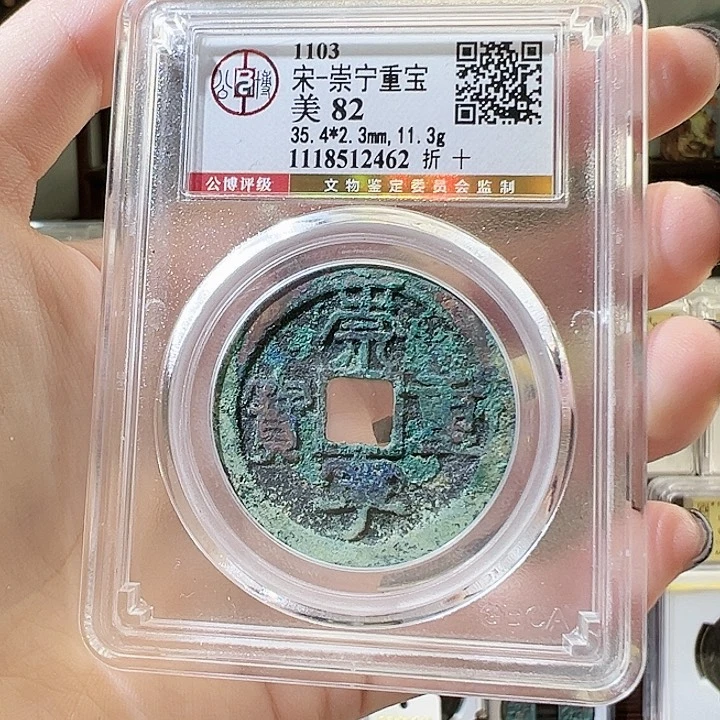 1103
宋-崇宁重宝
美 82
35.4*2.3mm,11.3g
1118512462 折 十
公博评级 文物鉴定委员会监制
崇
寶 重
寧
GBCA